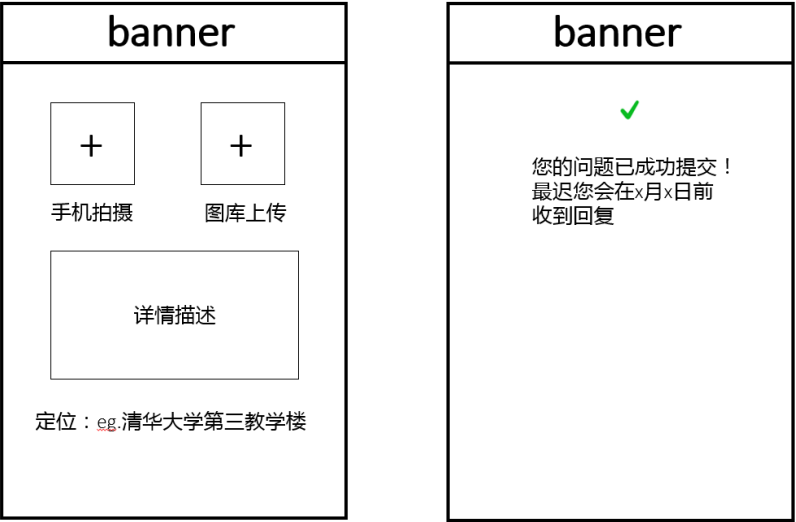 banner
+
+
手机拍摄
图库上传
详情描述
定位：eg.清华大学第三教学楼
banner
您的问题已成功提交！
最迟您会在x月x日前
收到回复